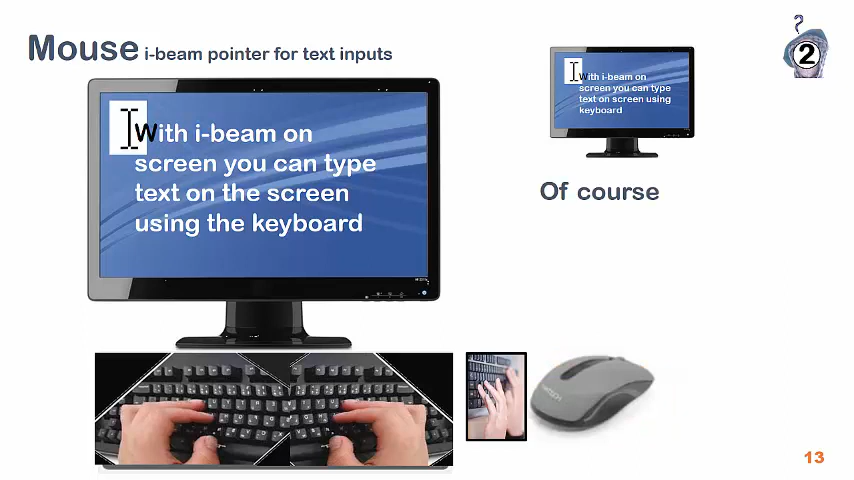 Mouse i-beam pointer for text inputs
2
With i-beam on
screen you can type
text on the screen
using the keyboard
With i-beam on
screen you can type
text on screen using
keyboard
Of course
13